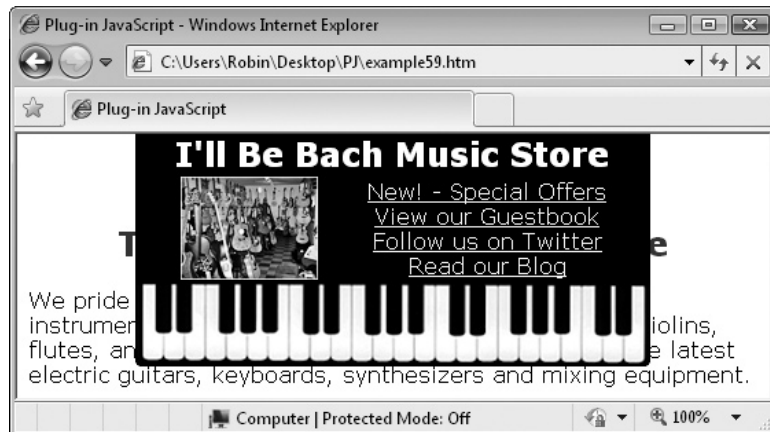 Plug-in JavaScript - Windows Internet Explorer
C:\Users\Robin\Desktop\PJ\example59.htm
Plug-in JavaScript
I'll Be Bach Music Store
New! - Special Offers
View our Guestbook
Follow us on Twitter
Read our Blog
T e
We pride
instrumen iolins,
flutes, an e latest
electric guitars, keyboards, synthesizers and mixing equipment.
Computer | Protected Mode: Off
100%